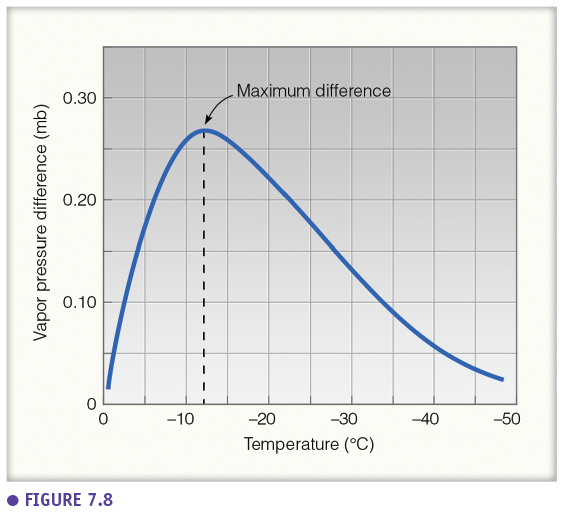 Maximum difference
Vapor pressure difference (mb)
0.30
0.20
0.10
0
0 –10 –20 –30 –40 –50
Temperature (°C)
● FIGURE 7.8